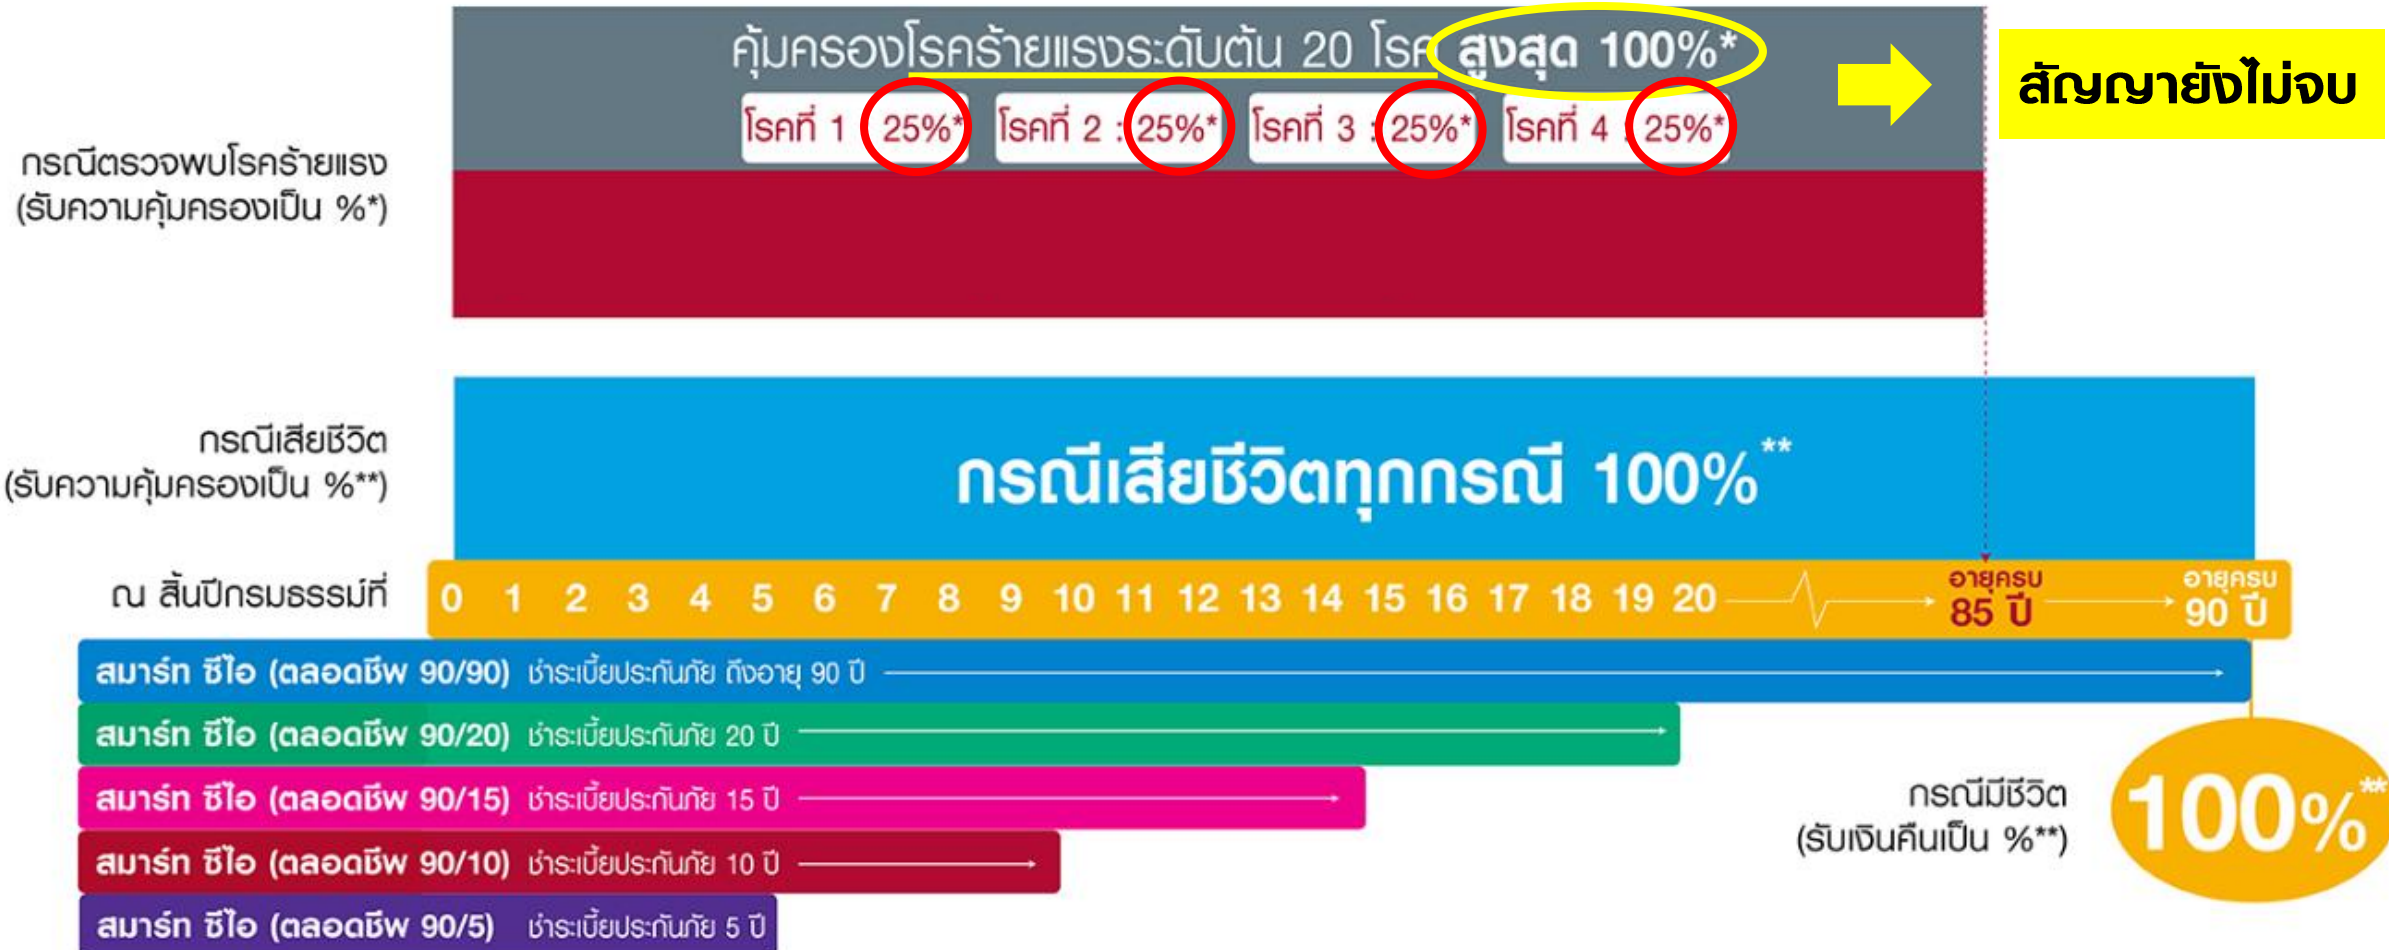 คุ้มครองโรคร้ายแรงระดับต้น 20 โรค สูงสุด 100%*
สัญญายังไม่จบ
โรคที่ 1 : 25%* โรคที่ 2 : 25%* โรคที่ 3 : 25%* โรคที่ 4 : 25%*
กรณีตรวจพบโรคร้ายแรง
(รับความคุ้มครองเป็น %*)
กรณีเสียชีวิต
(รับความคุ้มครองเป็น %**)
กรณีเสียชีวิตทุกกรณี 100%**
ณ สิ้นปีกรมธรรม์ที่ 0 1 2 3 4 5 6 7 8 9 10 11 12 13 14 15 16 17 18 19 20
อายุครบ
85 ปี
อายุครบ
90 ปี
สมาร์ท ซีไอ (ตลอดชีพ 90/90) ชำระเบี้ยประกันภัย ถึงอายุ 90 ปี
สมาร์ท ซีไอ (ตลอดชีพ 90/20) ชำระเบี้ยประกันภัย 20 ปี
สมาร์ท ซีไอ (ตลอดชีพ 90/15) ชำระเบี้ยประกันภัย 15 ปี
สมาร์ท ซีไอ (ตลอดชีพ 90/10) ชำระเบี้ยประกันภัย 10 ปี
สมาร์ท ซีไอ (ตลอดชีพ 90/5) ชำระเบี้ยประกันภัย 5 ปี
กรณีมีชีวิต
(รับเงินคืนเป็น %**)
100%**